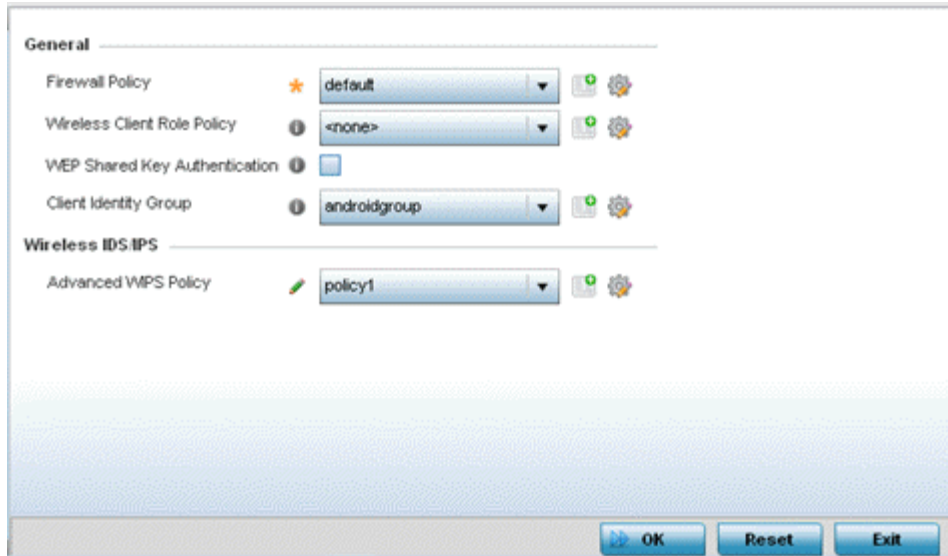 General
Firewall Policy default
Wireless Client Role Policy <none>
WEP Shared Key Authentication
Client Identity Group androidgroup
Wireless IDS/IPS
Advanced WIPS Policy policy1
OK Reset Exit